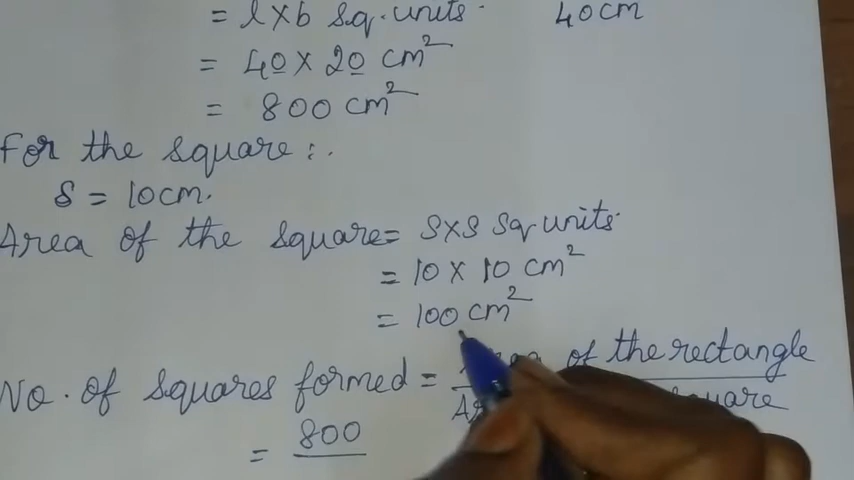 = l × b sq. units.
40cm
= 40 × 20 cm²
= 800 cm²
For the square :.
s = 10cm.
Area of the square = s×s sq units.
= 10 × 10 cm²
= 100 cm²
No. of squares formed = Area of the rectangle
= 800